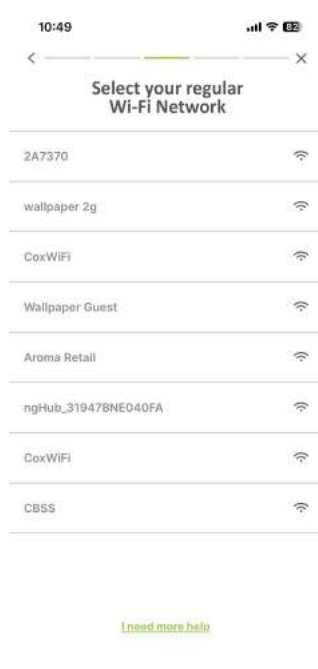 10:49
82
Select your regular
Wi-Fi Network
2A7370
wallpaper 2g
CoxWiFi
Wallpaper Guest
Aroma Retail
ngHub_31947BNE040FA
CoxWiFi
CBSS
I need more help